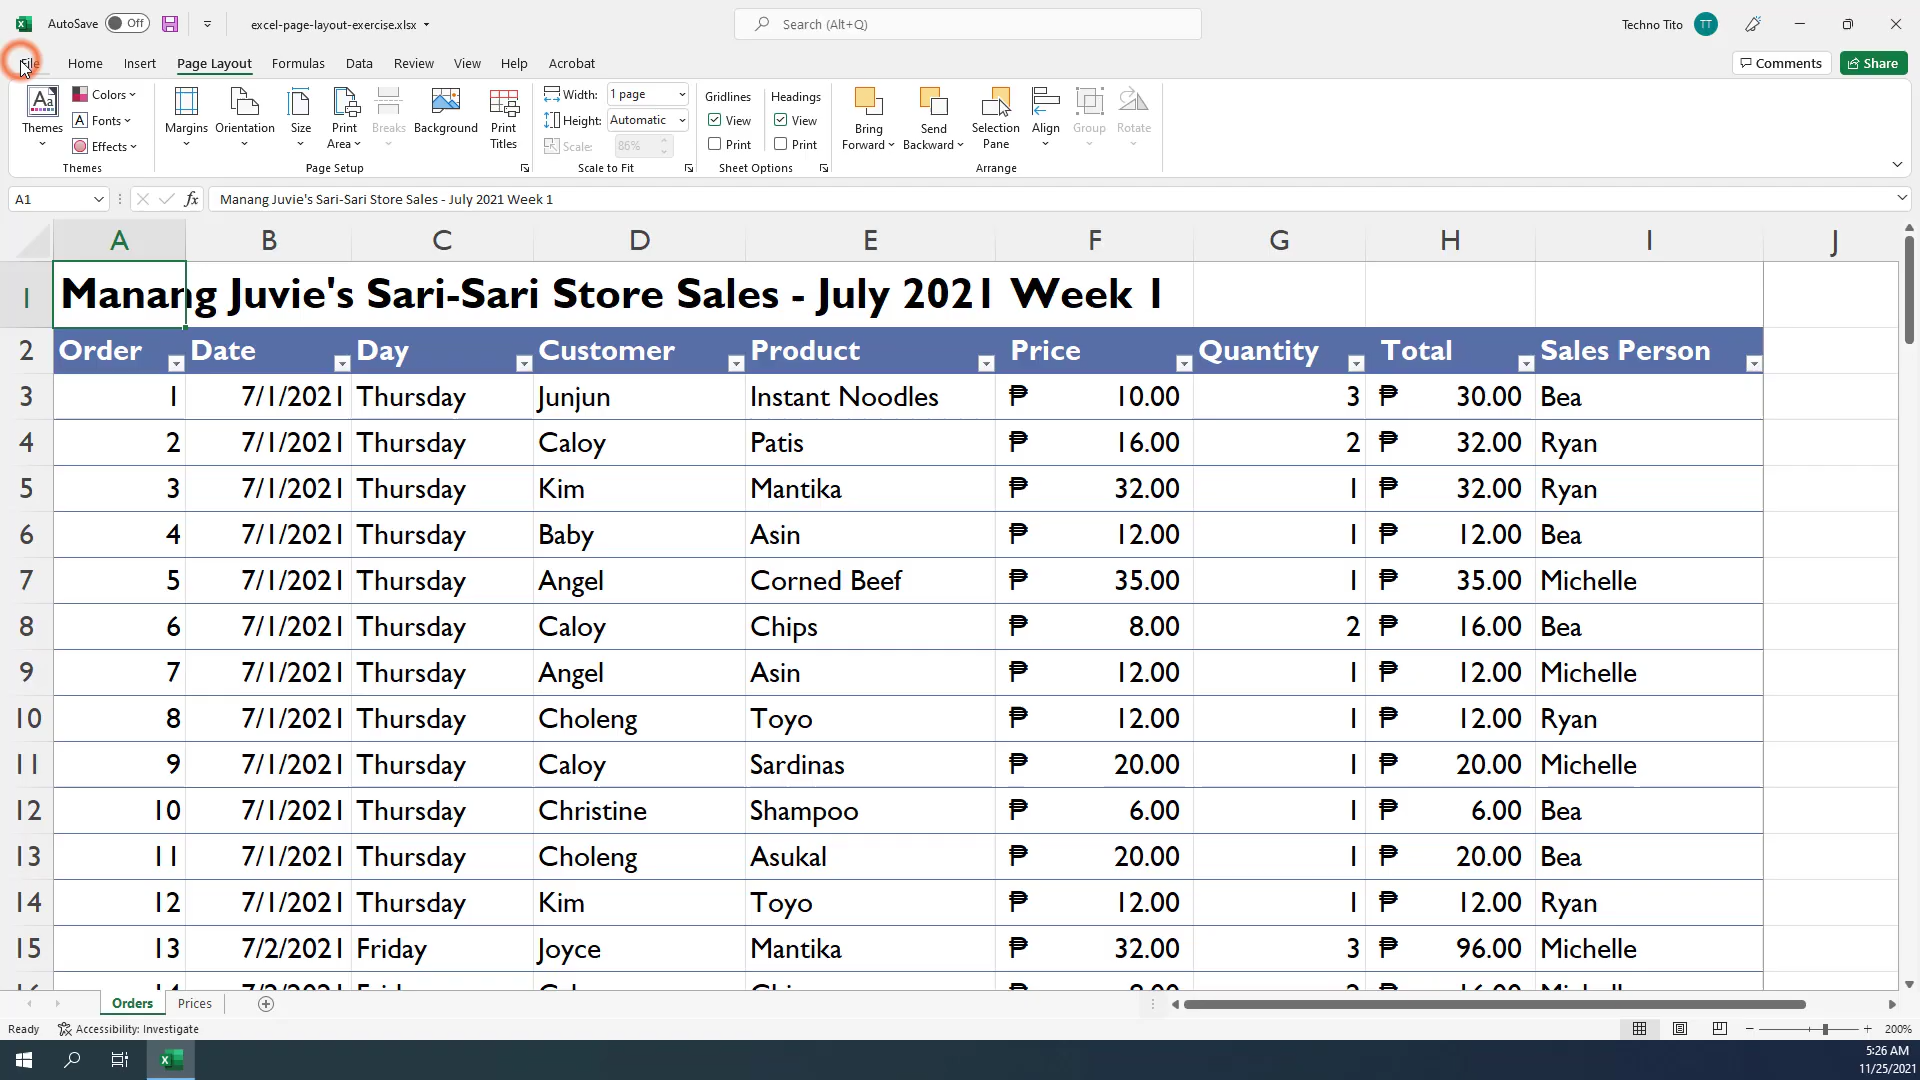 AutoSave Off excel-page-layout-exercise.xlsx Search (Alt+Q) Techno Tito TT
File Home Insert Page Layout Formulas Data Review View Help Acrobat Comments Share
Aa Colors Width: 1 page Gridlines Headings
Themes A Fonts Margins Orientation Size Print Area Breaks Background Print Titles Height: Automatic View View Bring Forward Send Backward Selection Pane Align Group Rotate
Effects Scale: 86% Print Print
Themes Page Setup Scale to Fit Sheet Options Arrange
A1 fx Manang Juvie's Sari-Sari Store Sales - July 2021 Week 1
A B C D E F G H I J
1 Manang Juvie's Sari-Sari Store Sales - July 2021 Week 1
2 Order Date Day Customer Product Price Quantity Total Sales Person
3 1 7/1/2021 Thursday Junjun Instant Noodles ₱ 10.00 3 ₱ 30.00 Bea
4 2 7/1/2021 Thursday Caloy Patis ₱ 16.00 2 ₱ 32.00 Ryan
5 3 7/1/2021 Thursday Kim Mantika ₱ 32.00 1 ₱ 32.00 Ryan
6 4 7/1/2021 Thursday Baby Asin ₱ 12.00 1 ₱ 12.00 Bea
7 5 7/1/2021 Thursday Angel Corned Beef ₱ 35.00 1 ₱ 35.00 Michelle
8 6 7/1/2021 Thursday Caloy Chips ₱ 8.00 2 ₱ 16.00 Bea
9 7 7/1/2021 Thursday Angel Asin ₱ 12.00 1 ₱ 12.00 Michelle
10 8 7/1/2021 Thursday Choleng Toyo ₱ 12.00 1 ₱ 12.00 Ryan
11 9 7/1/2021 Thursday Caloy Sardinas ₱ 20.00 1 ₱ 20.00 Michelle
12 10 7/1/2021 Thursday Christine Shampoo ₱ 6.00 1 ₱ 6.00 Bea
13 11 7/1/2021 Thursday Choleng Asukal ₱ 20.00 1 ₱ 20.00 Bea
14 12 7/1/2021 Thursday Kim Toyo ₱ 12.00 1 ₱ 12.00 Ryan
15 13 7/2/2021 Friday Joyce Mantika ₱ 32.00 3 ₱ 96.00 Michelle
Orders Prices
Ready Accessibility: Investigate 200%
5:26 AM
11/25/2021